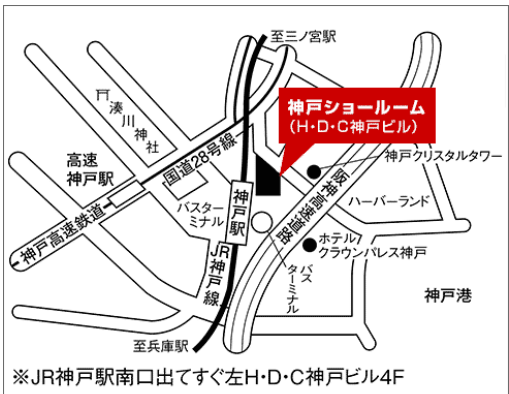 至三ノ宮駅
神戸ショールーム
(H・D・C神戸ビル)
湊川神社
国道28号線
神戸クリスタルタワー
高速
神戸駅
バスター
ミナル
神戸駅
阪神高速道路
ハーバーランド
神戸高速鉄道
JR神戸線
ホテル
クラウンパレス神戸
バス
ターミナル
神戸港
至兵庫駅
※JR神戸駅南口出てすぐ左H・D・C神戸ビル4F